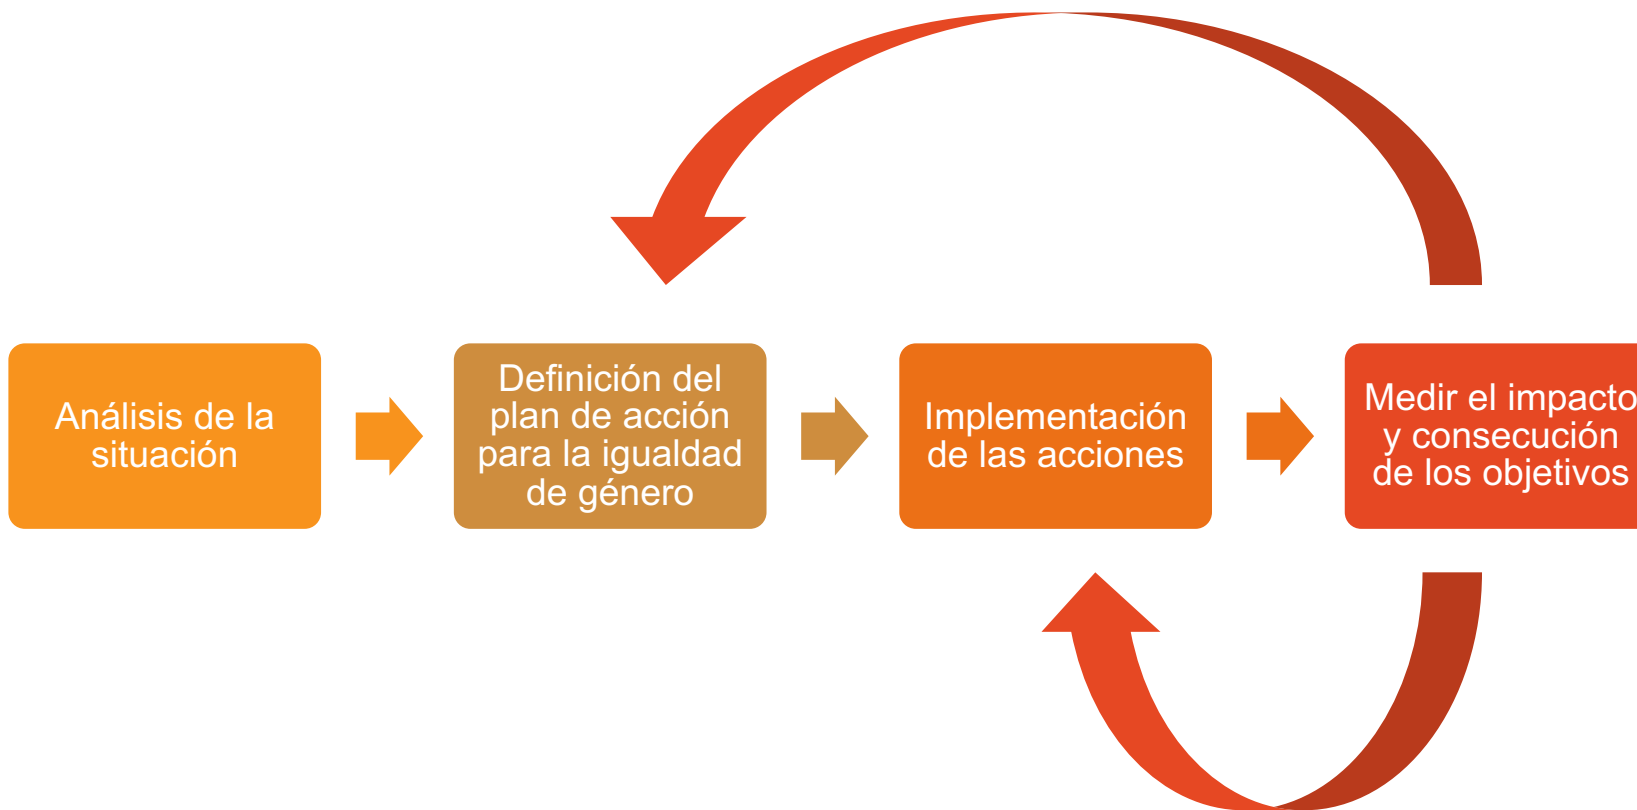 Análisis de la
situación
Definición del
plan de acción
para la igualdad
de género
Implementación
de las acciones
Medir el impacto
y consecución
de los objetivos